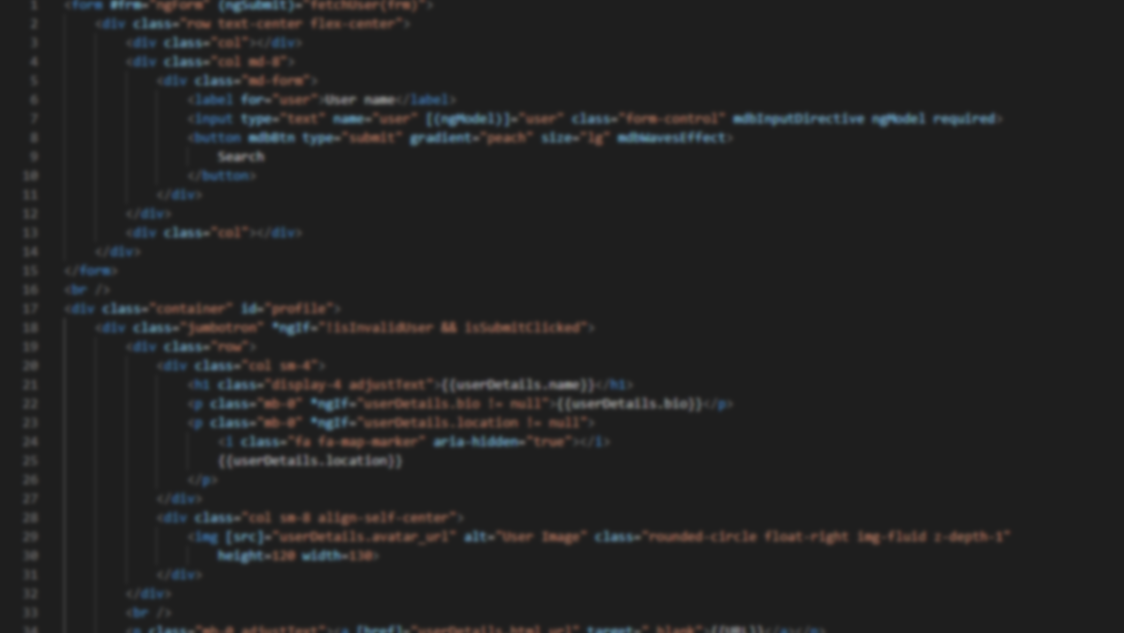 1 <form #frm="ngForm" (ngSubmit)="fetchUser(frm)">
2 <div class="row text-center flex-center">
3 <div class="col"></div>
4 <div class="col md-8">
5 <div class="md-form">
6 <label for="user">User name</label>
7 <input type="text" name="user" [(ngModel)]="user" class="form-control" mdbInputDirective ngModel required>
8 <button mdbBtn type="submit" gradient="peach" size="lg" mdbWavesEffect>
9 Search
10 </button>
11 </div>
12 </div>
13 <div class="col"></div>
14 </div>
15 </form>
16 <br />
17 <div class="container" id="profile">
18 <div class="jumbotron" *ngIf="!isInvalidUser && isSubmitClicked">
19 <div class="row">
20 <div class="col sm-4">
21 <h1 class="display-4 adjustText">{{userDetails.name}}</h1>
22 <p class="mb-0" *ngIf="userDetails.bio != null">{{userDetails.bio}}</p>
23 <p class="mb-0" *ngIf="userDetails.location != null">
24 <i class="fa fa-map-marker" aria-hidden="true"></i>
25 {{userDetails.location}}
26 </p>
27 </div>
28 <div class="col sm-8 align-self-center">
29 <img [src]="userDetails.avatar_url" alt="User Image" class="rounded-circle float-right img-fluid z-depth-1"
30 height=120 width=130>
31 </div>
32 </div>
33 <br />
34 <p class="mb-0 adjustText"><a [href]="userDetails.html_url" target="_blank">